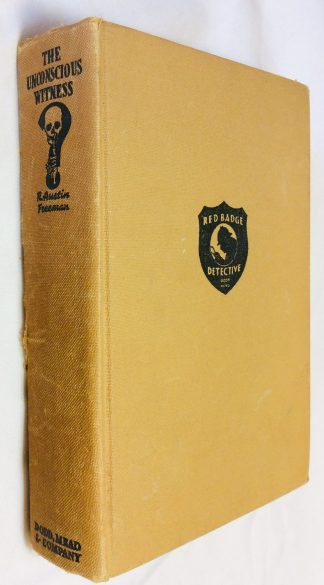 THE
UNCONSCIOUS
WITNESS
R. Austin
Freeman
DODD, MEAD
& COMPANY
RED BADGE
DETECTIVE